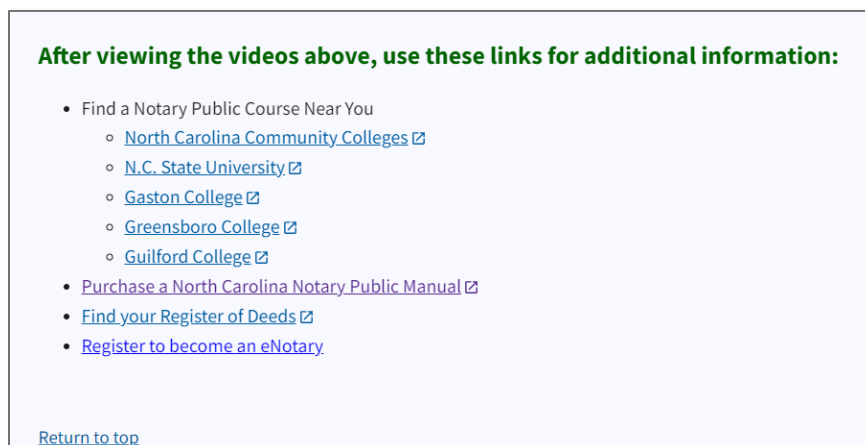 After viewing the videos above, use these links for additional information:
Find a Notary Public Course Near You
North Carolina Community Colleges
N.C. State University
Gaston College
Greensboro College
Guilford College
Purchase a North Carolina Notary Public Manual
Find your Register of Deeds
Register to become an eNotary
Return to top